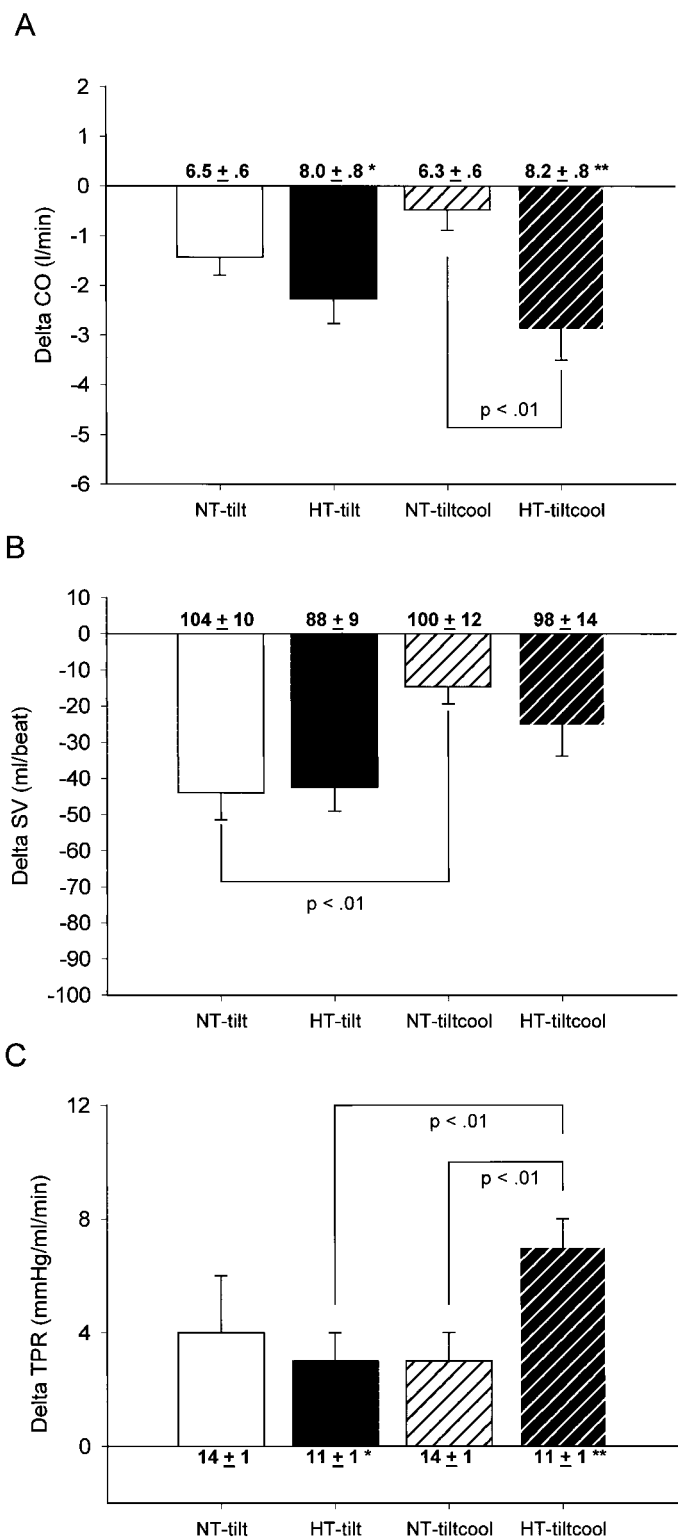 A
2
1
6.5 ± .6 8.0 ± .8 * 6.3 ± .6 8.2 ± .8 **
0
-1
-2
-3
p < .01
-4
-5
-6
Delta CO (l/min)
NT-tilt HT-tilt NT-tiltcool HT-tiltcool
B
10
104 ± 10 88 ± 9 100 ± 12 98 ± 14
0
-10
-20
-30
-40
-50
-60
-70
p < .01
-80
-90
-100
Delta SV (ml/beat)
NT-tilt HT-tilt NT-tiltcool HT-tiltcool
C
12
p < .01
p < .01
8
4
0
Delta TPR (mmHg/ml/min)
14 ± 1 11 ± 1 * 14 ± 1 11 ± 1 **
NT-tilt HT-tilt NT-tiltcool HT-tiltcool